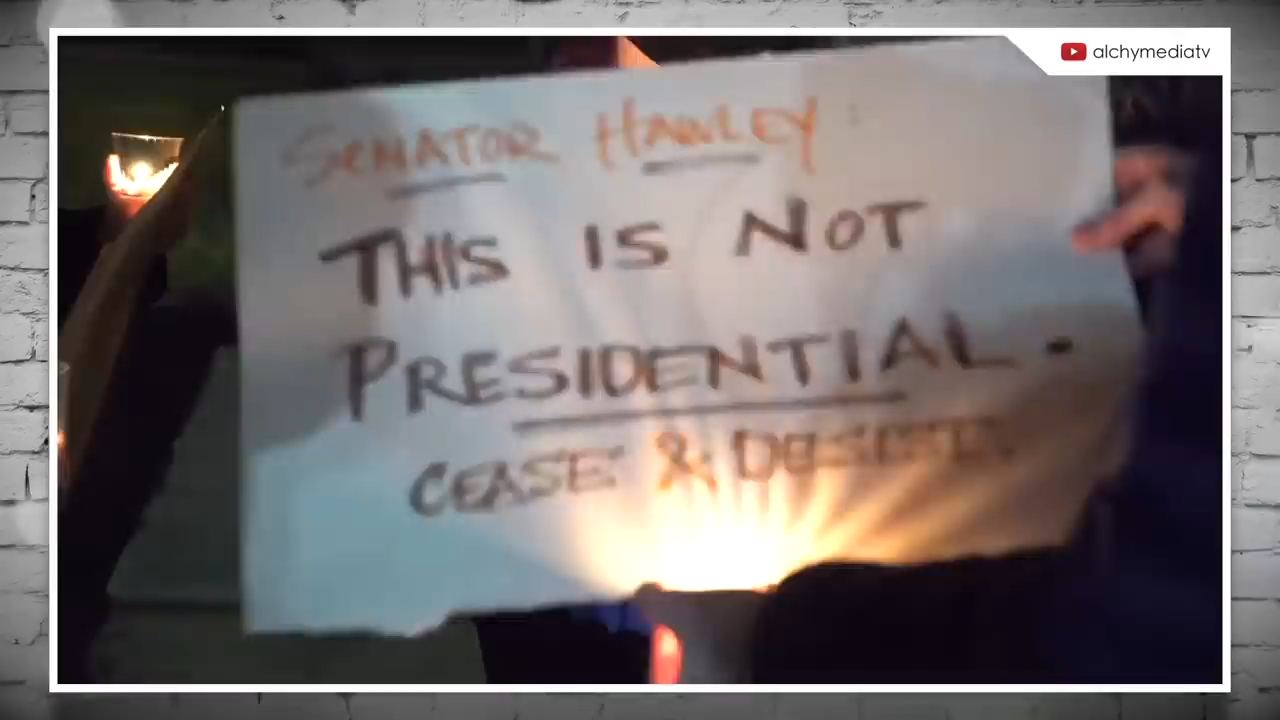 alchymediatv
SENATOR HAWLEY:
THIS IS NOT
PRESIDENTIAL.
CEASE & DESIST.